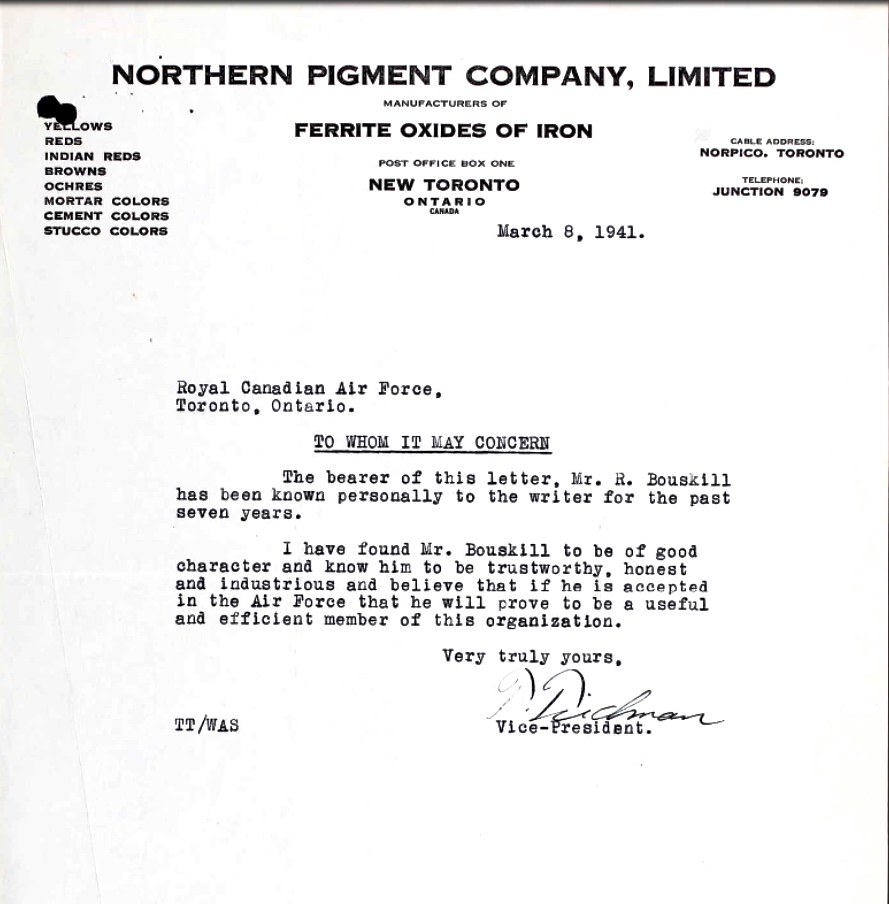 NORTHERN PIGMENT COMPANY, LIMITED
MANUFACTURERS OF
FERRITE OXIDES OF IRON
POST OFFICE BOX ONE
NEW TORONTO
ONTARIO
CANADA
YELLOWS
REDS
INDIAN REDS
BROWNS
OCHRES
MORTAR COLORS
CEMENT COLORS
STUCCO COLORS
CABLE ADDRESS:
NORPICO. TORONTO
TELEPHONE:
JUNCTION 9079
March 8, 1941.
Royal Canadian Air Force,
Toronto, Ontario.
TO WHOM IT MAY CONCERN
The bearer of this letter, Mr. R. Bouskill
has been known personally to the writer for the past
seven years.
I have found Mr. Bouskill to be of good
character and know him to be trustworthy, honest
and industrious and believe that if he is accepted
in the Air Force that he will prove to be a useful
and efficient member of this organization.
Very truly yours,
Vice-President.
TT/WAS